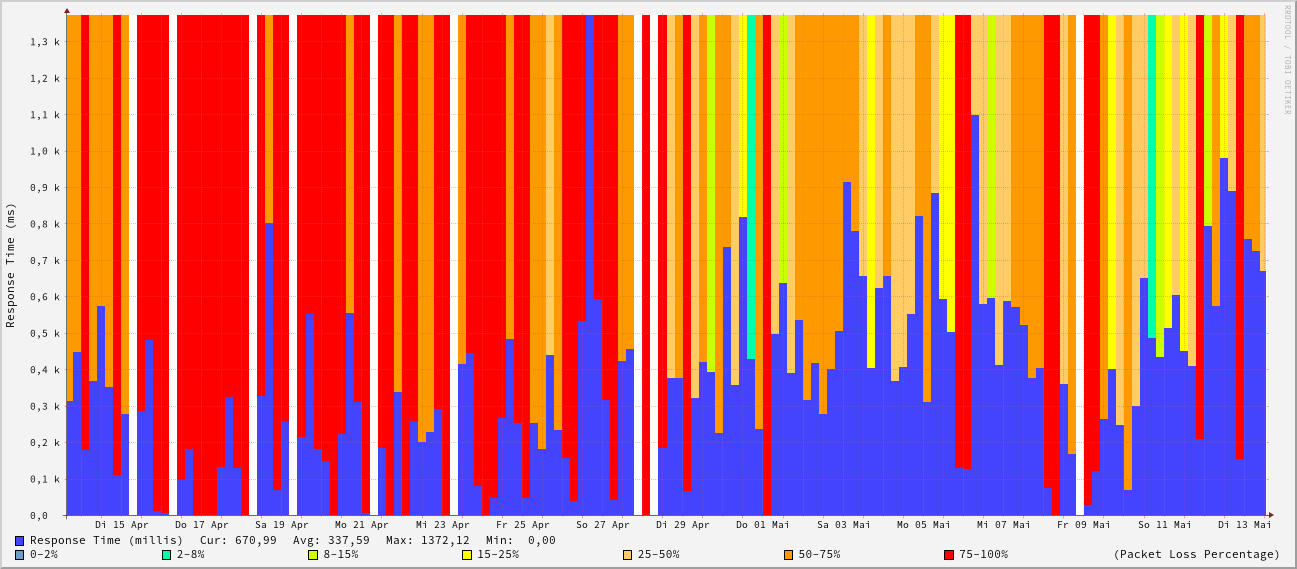 RRDTOOL / TOBI OETIKER
Response Time (ms)
1,3 k
1,2 k
1,1 k
1,0 k
0,9 k
0,8 k
0,7 k
0,6 k
0,5 k
0,4 k
0,3 k
0,2 k
0,1 k
0,0
Di 15 Apr Do 17 Apr Sa 19 Apr Mo 21 Apr Mi 23 Apr Fr 25 Apr So 27 Apr Di 29 Apr Do 01 Mai Sa 03 Mai Mo 05 Mai Mi 07 Mai Fr 09 Mai So 11 Mai Di 13 Mai
Response Time (millis) Cur: 670,99 Avg: 337,59 Max: 1372,12 Min: 0,00
0-2% 2-8% 8-15% 15-25% 25-50% 50-75% 75-100% (Packet Loss Percentage)